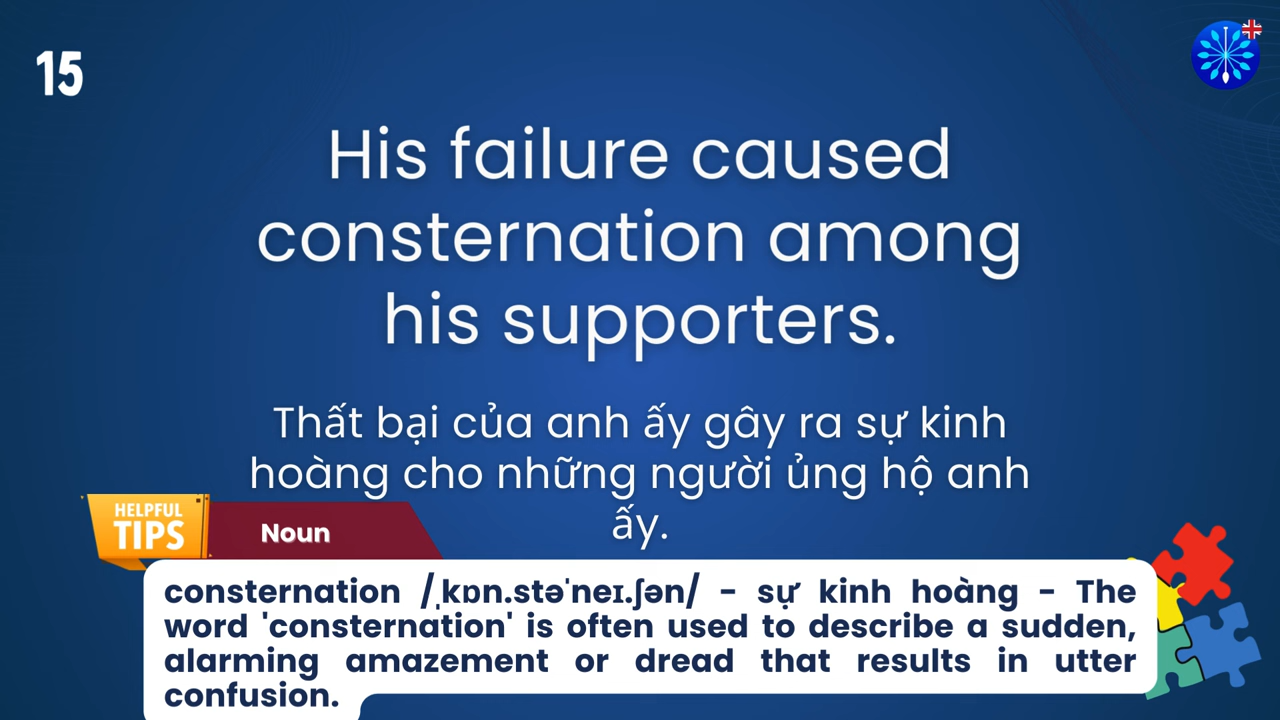 15
His failure caused
consternation among
his supporters.
Thất bại của anh ấy gây ra sự kinh
hoàng cho những người ủng hộ anh
ấy.
HELPFUL
TIPS
Noun
consternation /ˌkɒn.stəˈneɪ.ʃən/ - sự kinh hoàng - The
word 'consternation' is often used to describe a sudden,
alarming amazement or dread that results in utter
confusion.